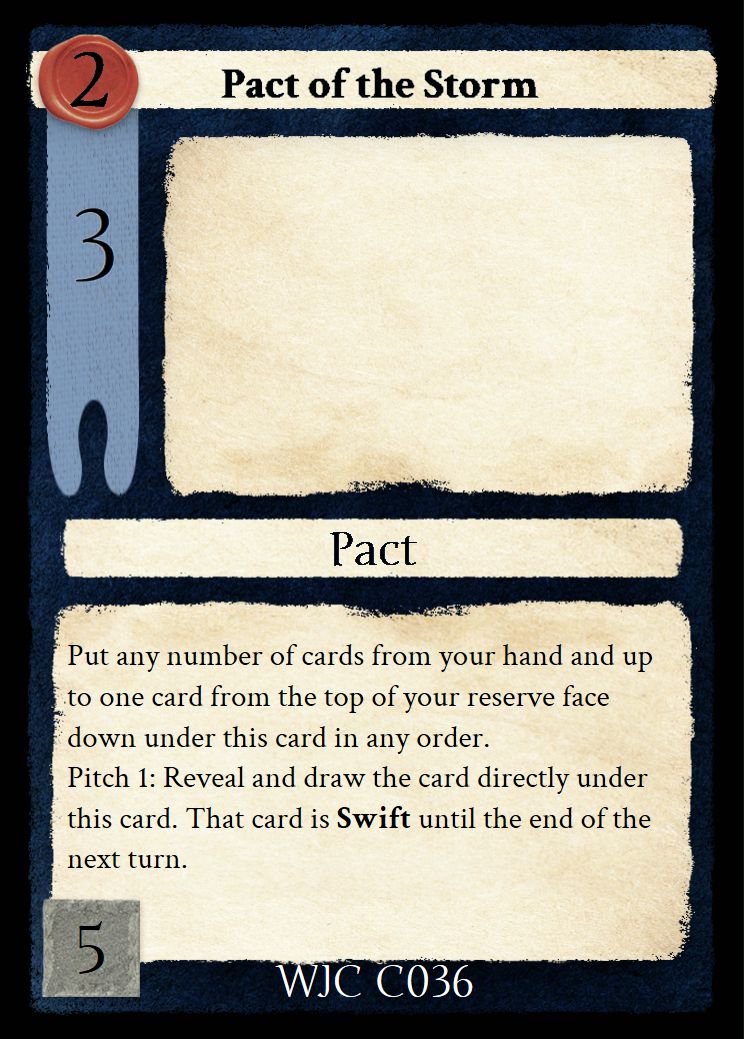 2
Pact of the Storm
3
Pact
Put any number of cards from your hand and up
to one card from the top of your reserve face
down under this card in any order.
Pitch 1: Reveal and draw the card directly under
this card. That card is Swift until the end of the
next turn.
5
WJC C036